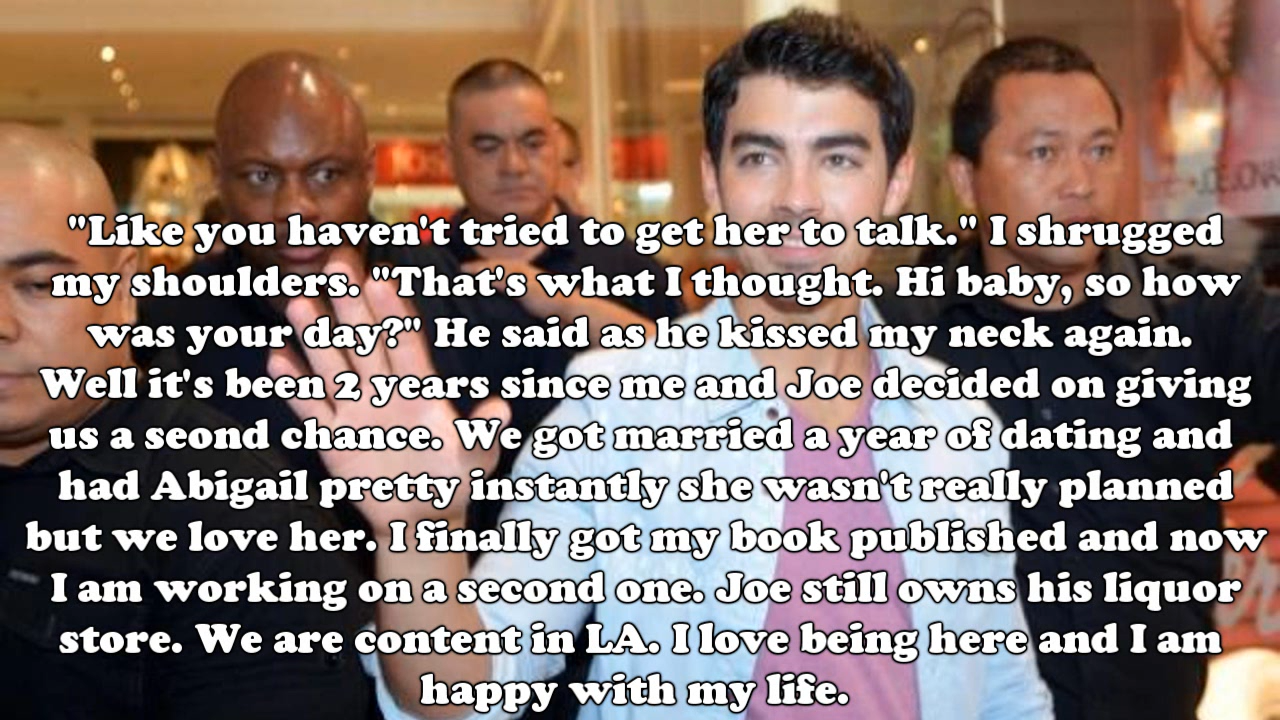 "Like you haven't tried to get her to talk." I shrugged
my shoulders. "That's what I thought. Hi baby, so how
was your day?" He said as he kissed my neck again.
Well it's been 2 years since me and Joe decided on giving
us a seond chance. We got married a year of dating and
had Abigail pretty instantly she wasn't really planned
but we love her. I finally got my book published and now
I am working on a second one. Joe still owns his liquor
store. We are content in LA. I love being here and I am
happy with my life.